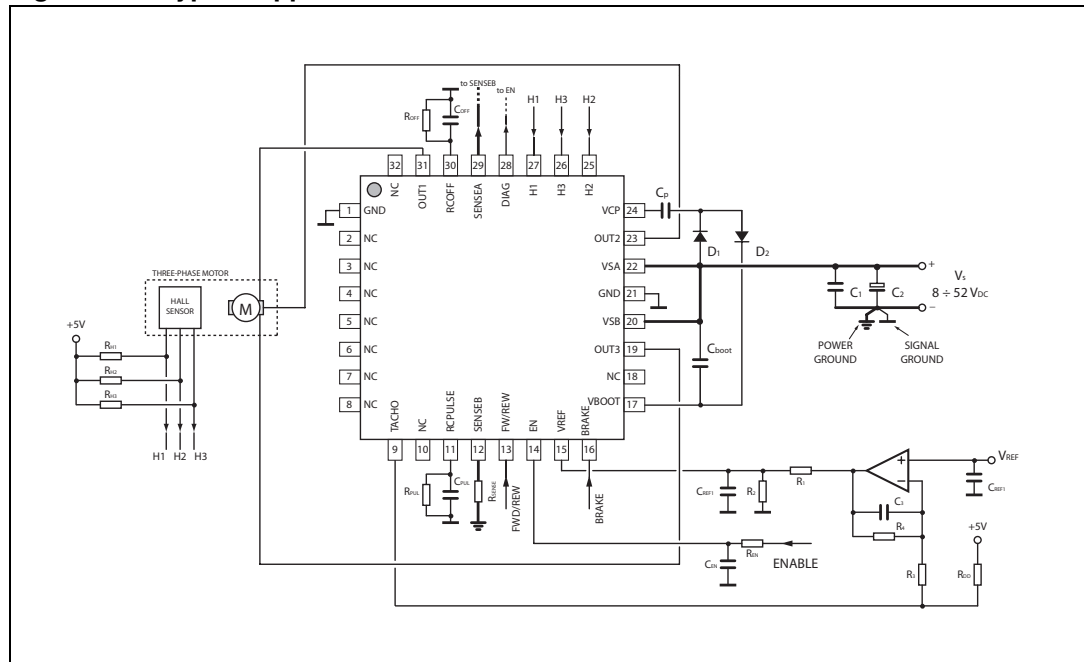 to SENSEB
to EN
H1
H3
H2
ROFF
COFF
32
31
30
29
28
27
26
25
NC
OUT1
RCOFF
SENSEA
DIAG
H1
H3
H2
1 GND
2 NC
3 NC
4 NC
5 NC
6 NC
7 NC
8 NC
VCP 24
OUT2 23
VSA 22
GND 21
VSB 20
OUT3 19
NC 18
VBOOT 17
TACHO
NC
RCPULSE
SENSEB
FW/REW
EN
VREF
BRAKE
9
10
11
12
13
14
15
16
Cp
D1
D2
Cboot
C1
C2
+
Vs
8 ÷ 52 VDC
−
POWER
GROUND
SIGNAL
GROUND
THREE-PHASE MOTOR
HALL
SENSOR
M
+5V
RH1
RH2
RH3
H1 H2 H3
RPUL
CPUL
RSENSE
FWD/REW
BRAKE
CREF1
R2
R1
+
−
VREF
CREF1
C3
R4
+5V
CEN
REN
ENABLE
RDD